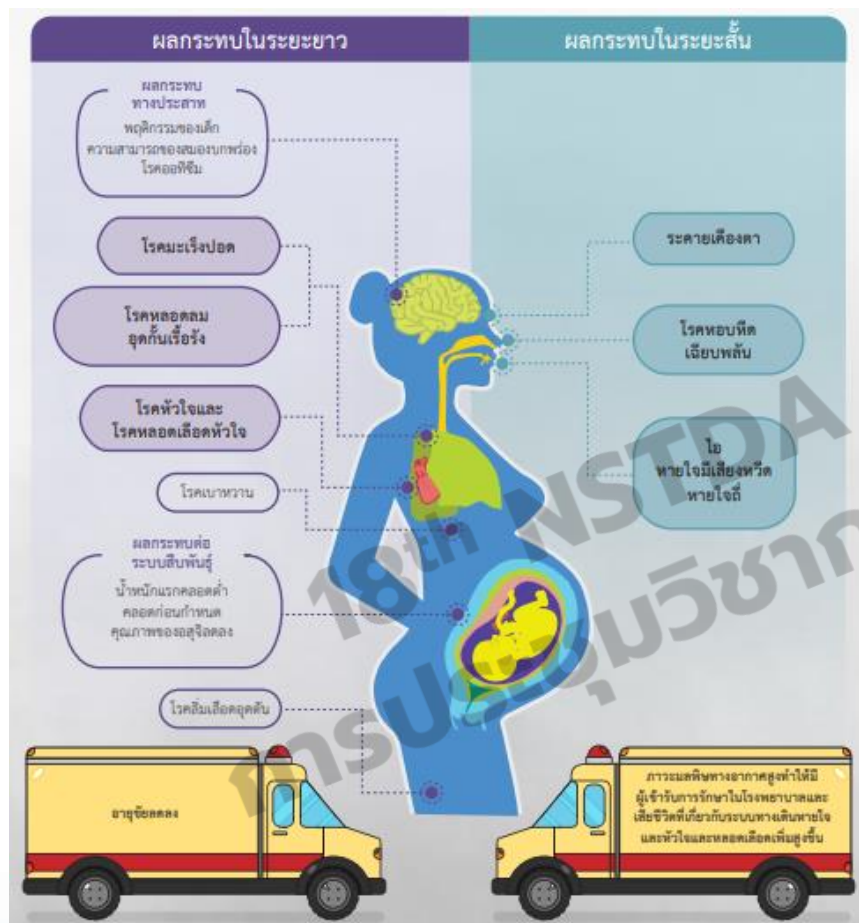 ผลกระทบในระยะยาว
ผลกระทบในระยะสั้น
ผลกระทบ
ทางประสาท
พฤติกรรมของเด็ก
ความสามารถของสมองบกพร่อง
โรคออทิซึม
โรคมะเร็งปอด
โรคหลอดลม
อุดกั้นเรื้อรัง
โรคหัวใจและ
โรคหลอดเลือดหัวใจ
โรคเบาหวาน
ผลกระทบต่อ
ระบบสืบพันธุ์
น้ำหนักแรกคลอดต่ำ
คลอดก่อนกำหนด
คุณภาพของอสุจิลดลง
โรคลิ่มเลือดอุดตัน
ระคายเคืองตา
โรคหอบหืด
เฉียบพลัน
ไอ
หายใจมีเสียงหวีด
หายใจถี่
อายุขัยลดลง
ภาวะมลพิษทางอากาศสูงทำให้มี
ผู้เข้ารับการรักษาในโรงพยาบาลและ
เสียชีวิตที่เกี่ยวกับระบบทางเดินหายใจ
และหัวใจและหลอดเลือดเพิ่มสูงขึ้น
18th NSTDA
การประชุมวิชาก